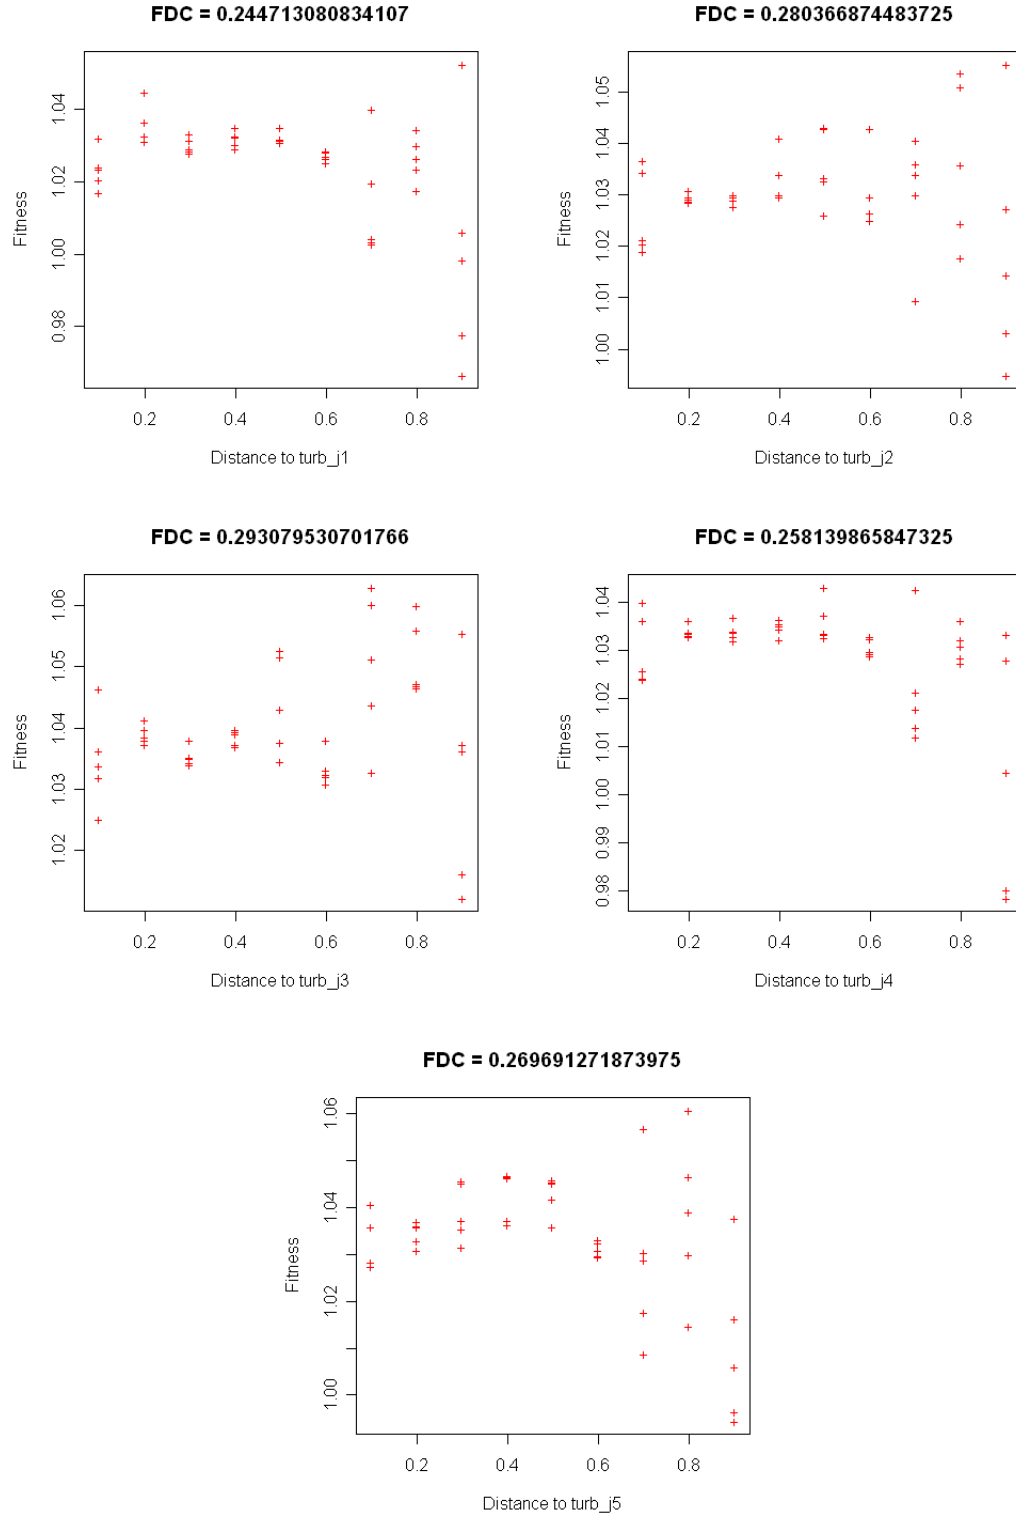 FDC = 0.244713080834107
Fitness
0.98 1.00 1.02 1.04
0.2 0.4 0.6 0.8
Distance to turb_j1
FDC = 0.280366874483725
Fitness
1.00 1.01 1.02 1.03 1.04 1.05
0.2 0.4 0.6 0.8
Distance to turb_j2
FDC = 0.293079530701766
Fitness
1.02 1.03 1.04 1.05 1.06
0.2 0.4 0.6 0.8
Distance to turb_j3
FDC = 0.258139865847325
Fitness
0.98 0.99 1.00 1.01 1.02 1.03 1.04
0.2 0.4 0.6 0.8
Distance to turb_j4
FDC = 0.269691271873975
Fitness
1.00 1.02 1.04 1.06
0.2 0.4 0.6 0.8
Distance to turb_j5